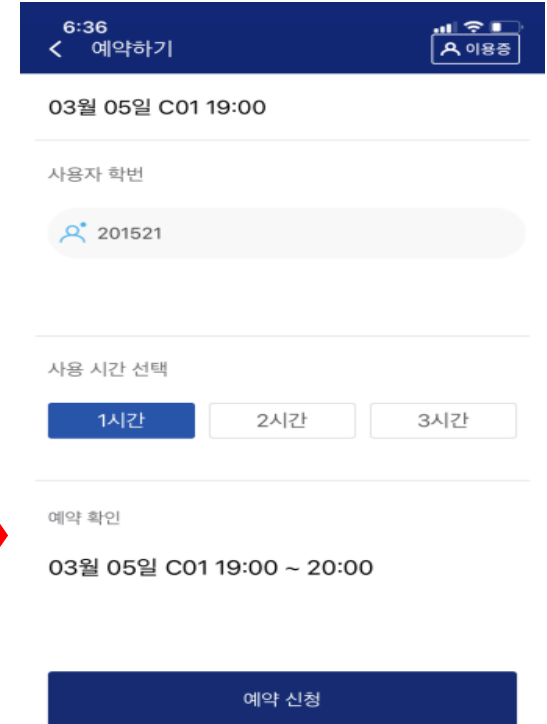 6:36
예약하기
이용증
03월 05일 C01 19:00
사용자 학번
201521
사용 시간 선택
1시간 2시간 3시간
예약 확인
03월 05일 C01 19:00 ~ 20:00
예약 신청